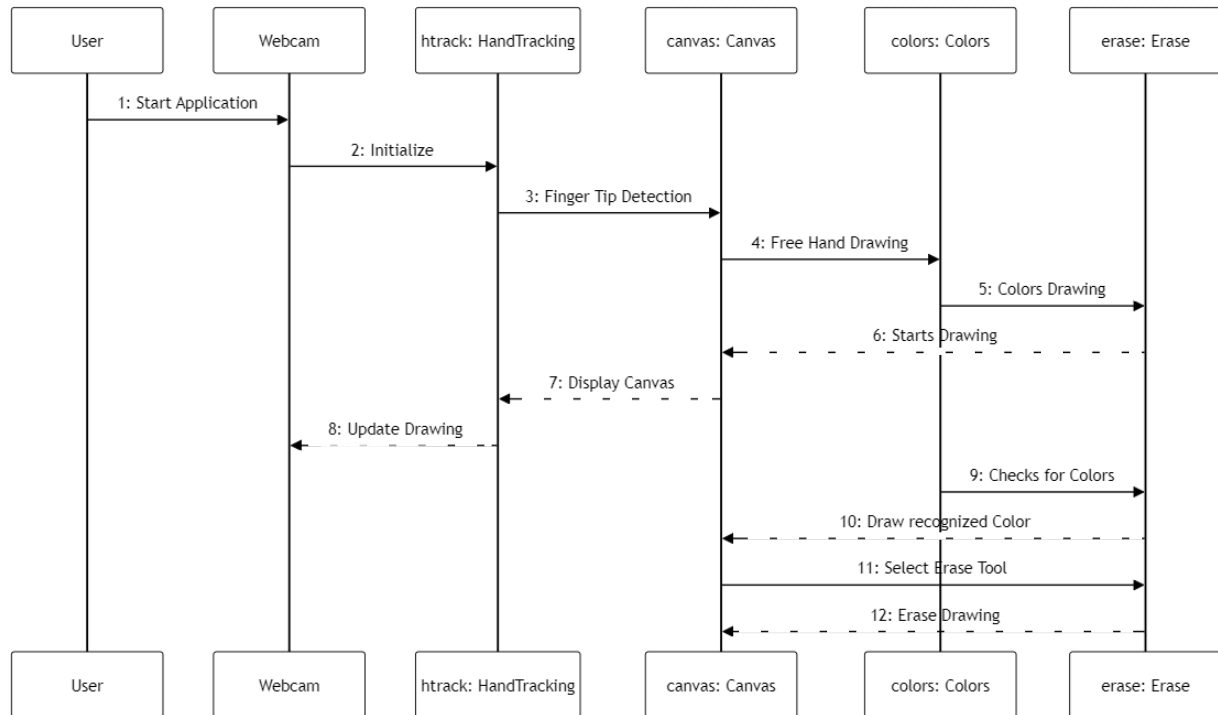 User
Webcam
htrack: HandTracking
canvas: Canvas
colors: Colors
erase: Erase
1: Start Application
2: Initialize
3: Finger Tip Detection
4: Free Hand Drawing
5: Colors Drawing
6: Starts Drawing
7: Display Canvas
8: Update Drawing
9: Checks for Colors
10: Draw recognized Color
11: Select Erase Tool
12: Erase Drawing
User
Webcam
htrack: HandTracking
canvas: Canvas
colors: Colors
erase: Erase